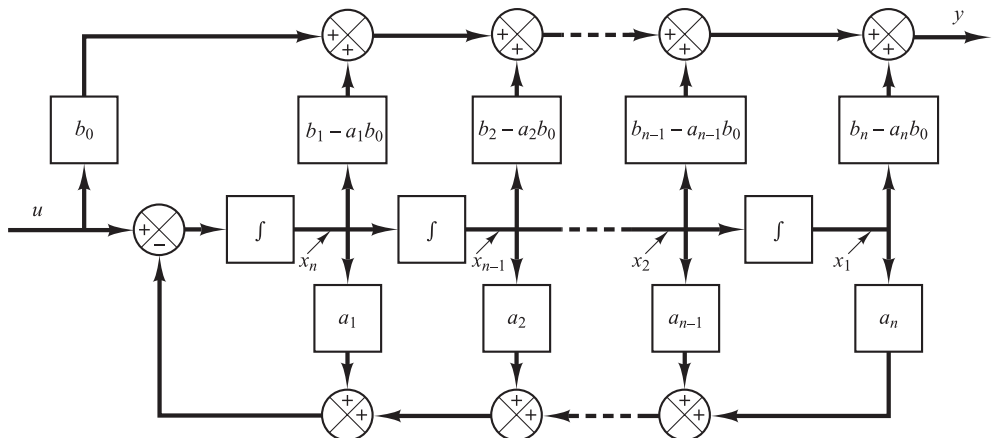 y
+ + + + + + + +
b₀ b₁ – a₁b₀ b₂ – a₂b₀ bₙ₋₁ – aₙ₋₁b₀ bₙ – aₙb₀
u
+ – ∫ ∫ ∫
xₙ xₙ₋₁ x₂ x₁
a₁ a₂ aₙ₋₁ aₙ
+ + + + + +